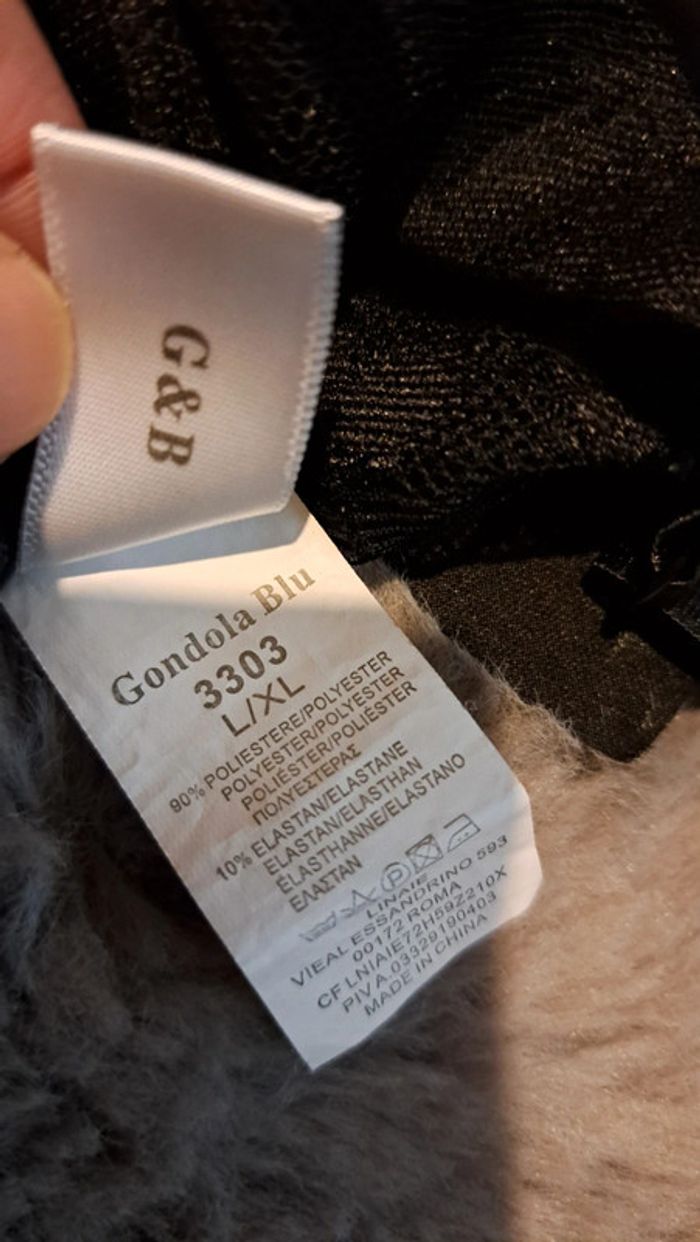 G&B
Gondola Blu
3303
L/XL
90% POLIESTERE/POLYESTER
POLYESTER/POLYESTER
POLIÉSTER/POLIÉSTER
ΠΟΛΥΕΣΤΕΡΑΣ
10% ELASTAN/ELASTANE
ELASTAN/ELASTHAN
ÉLASTHANNE/ELASTANO
ΕΛΑΣΤΑΝ
P
LINAIE
VIEAL ESSANDRINO 593
00172 ROMA
CF LNIAIE72H59Z210X
PIVA.03329190403
MADE IN CHINA